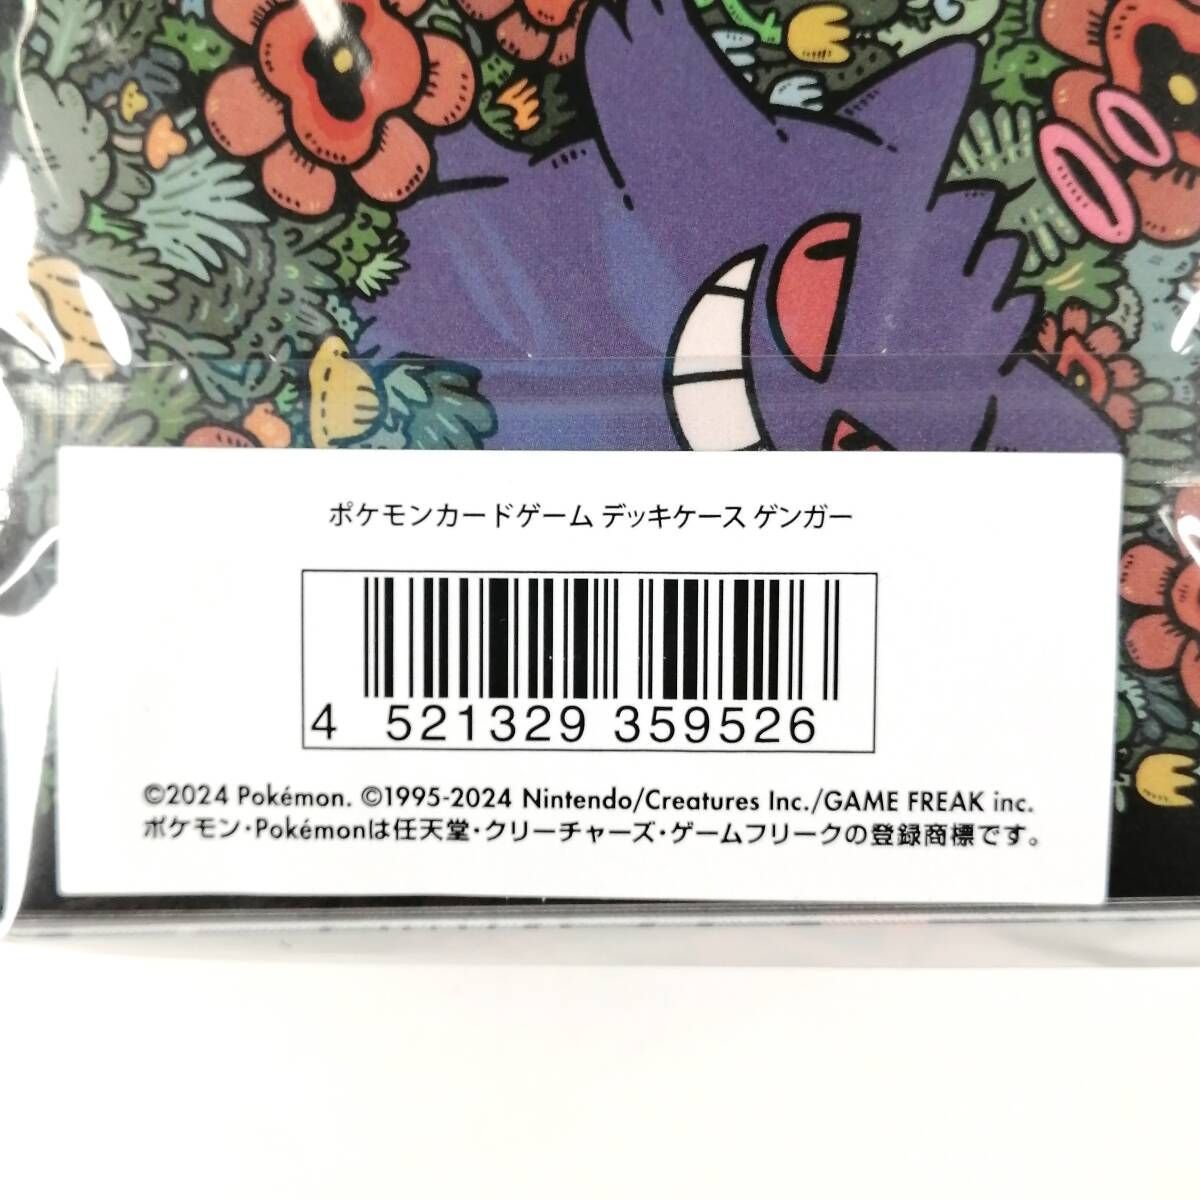 ポケモンカードゲーム デッキケース ゲンガー
4 521329 359526
©2024 Pokémon. ©1995-2024 Nintendo/Creatures Inc./GAME FREAK inc.
ポケモン・Pokémonは任天堂・クリーチャーズ・ゲームフリークの登録商標です。